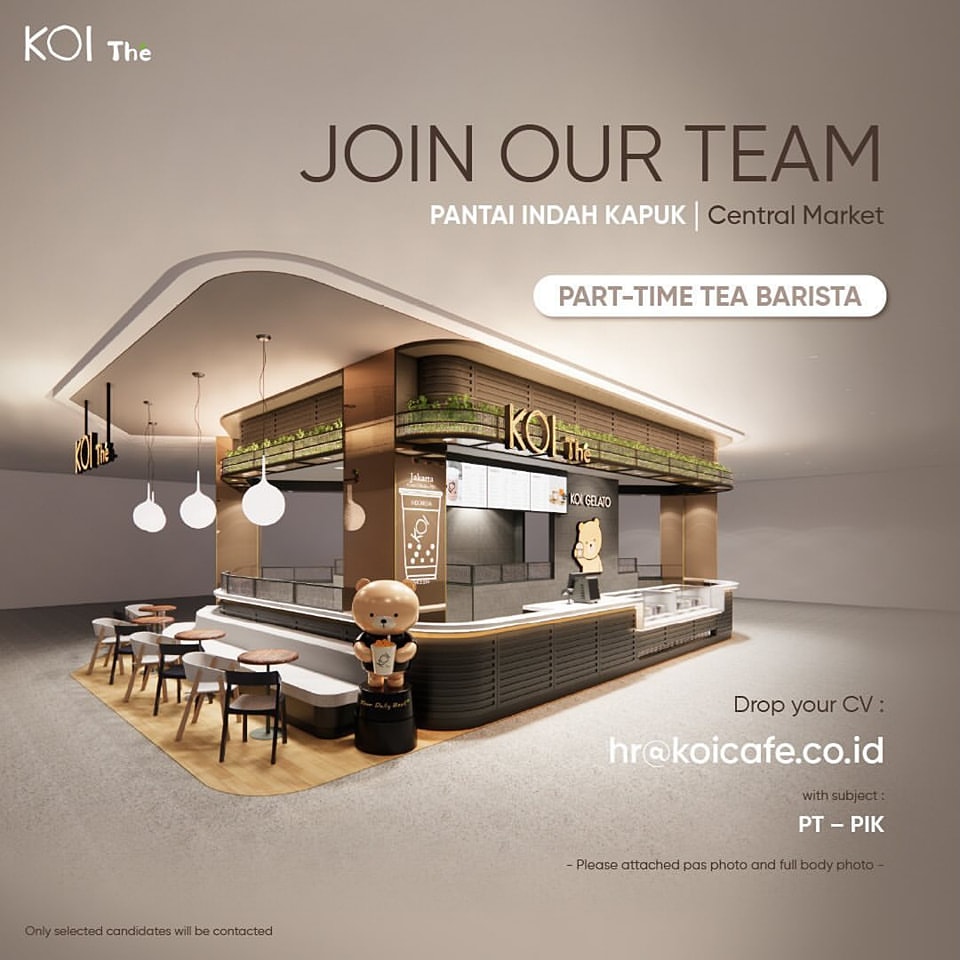 KOI Thé
JOIN OUR TEAM
PANTAI INDAH KAPUK | Central Market
PART-TIME TEA BARISTA
KOI Thé
KOI Thé
KOI GELATO
Jakarta
INDONESIA
KOI
Drop your CV :
hr@koicafe.co.id
with subject :
PT – PIK
- Please attached pas photo and full body photo -
Only selected candidates will be contacted